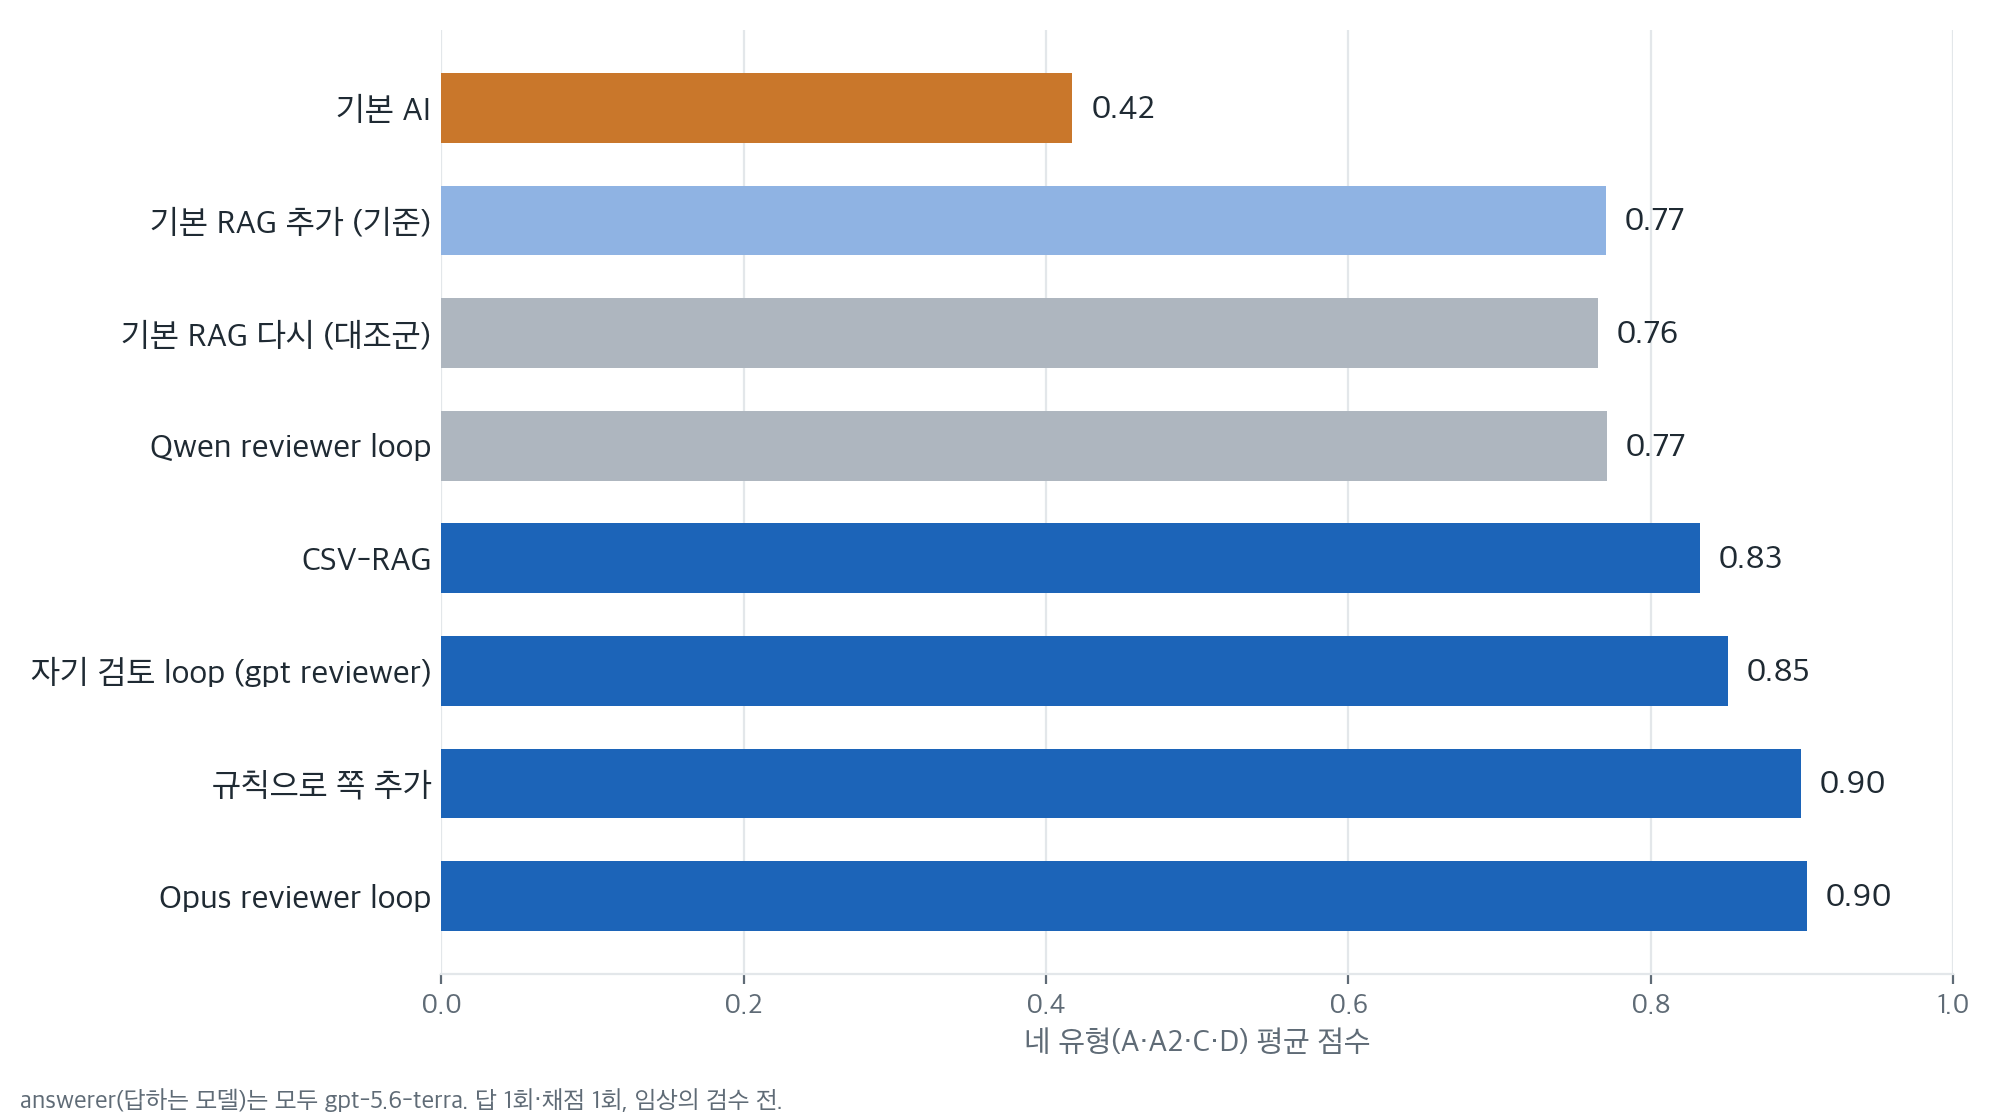 기본 AI 0.42
기본 RAG 추가 (기준) 0.77
기본 RAG 다시 (대조군) 0.76
Qwen reviewer loop 0.77
CSV-RAG 0.83
자기 검토 loop (gpt reviewer) 0.85
규칙으로 쪽 추가 0.90
Opus reviewer loop 0.90
0.0 0.2 0.4 0.6 0.8 1.0
네 유형(A·A2·C·D) 평균 점수
answerer(답하는 모델)는 모두 gpt-5.6-terra. 답 1회·채점 1회, 임상의 검수 전.